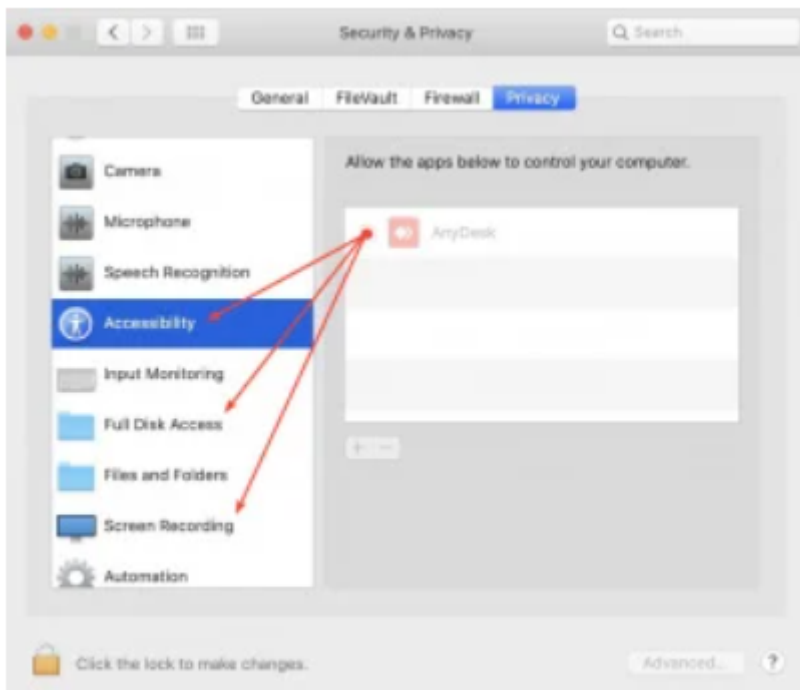 Security & Privacy
Search
General FileVault Firewall Privacy
Camera
Microphone
Speech Recognition
Accessibility
Input Monitoring
Full Disk Access
Files and Folders
Screen Recording
Automation
Allow the apps below to control your computer.
AnyDesk
+ −
Click the lock to make changes.
Advanced...
?